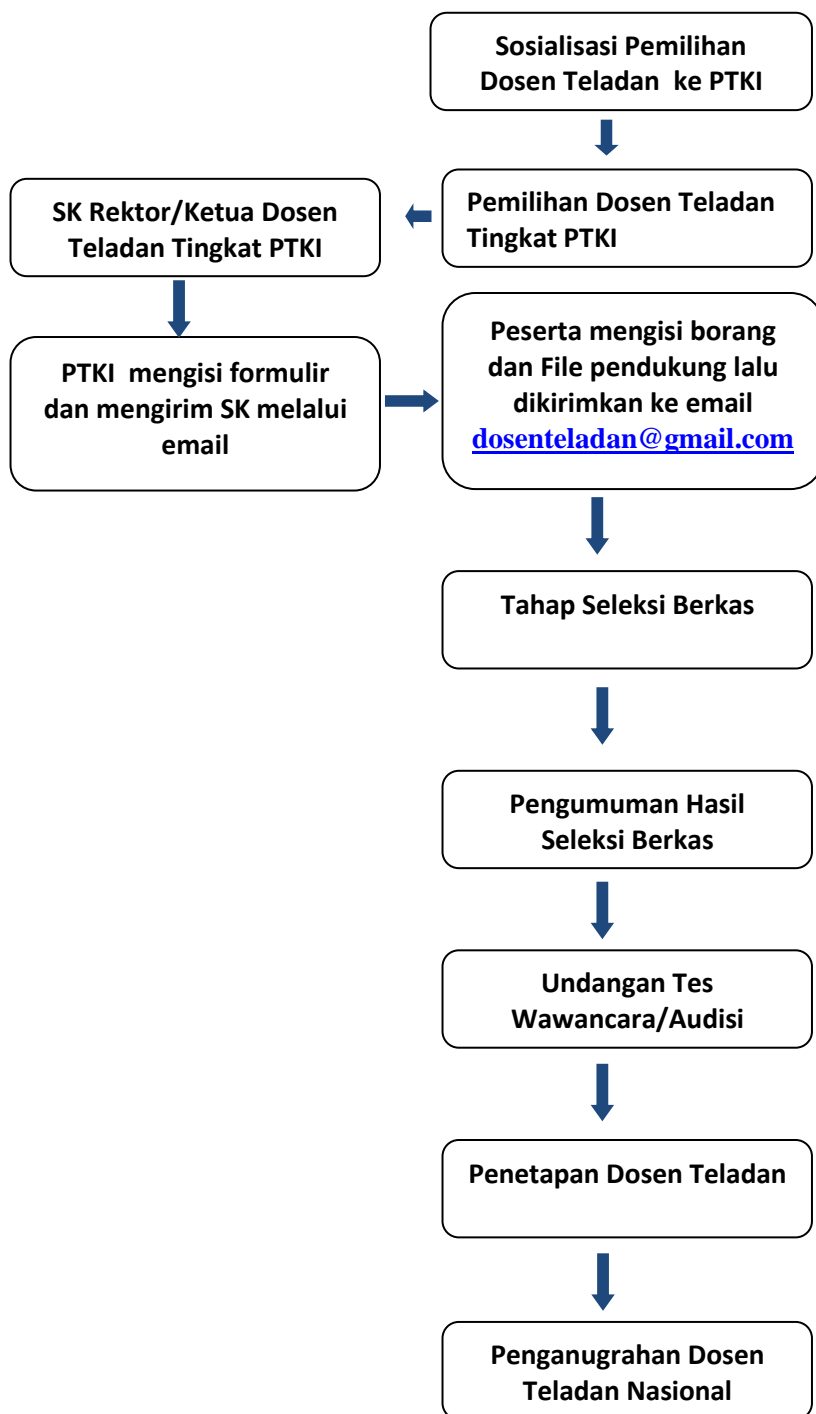 Sosialisasi Pemilihan
Dosen Teladan ke PTKI
Pemilihan Dosen Teladan
Tingkat PTKI
SK Rektor/Ketua Dosen
Teladan Tingkat PTKI
PTKI mengisi formulir
dan mengirim SK melalui
email
Peserta mengisi borang
dan File pendukung lalu
dikirimkan ke email
dosenteladan@gmail.com
Tahap Seleksi Berkas
Pengumuman Hasil
Seleksi Berkas
Undangan Tes
Wawancara/Audisi
Penetapan Dosen Teladan
Penganugrahan Dosen
Teladan Nasional